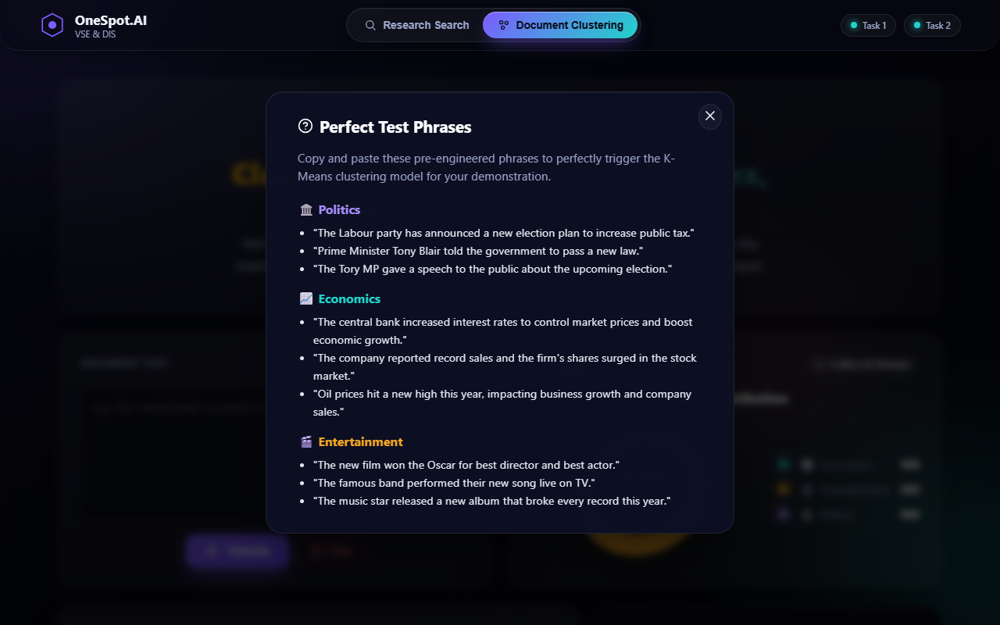 OneSpot.AI
VSE & DIS
Research Search
Document Clustering
Task 1
Task 2
Perfect Test Phrases
Copy and paste these pre-engineered phrases to perfectly trigger the K-
Means clustering model for your demonstration.
🏛️ Politics
• "The Labour party has announced a new election plan to increase public tax."
• "Prime Minister Tony Blair told the government to pass a new law."
• "The Tory MP gave a speech to the public about the upcoming election."
📈 Economics
• "The central bank increased interest rates to control market prices and boost
economic growth."
• "The company reported record sales and the firm's shares surged in the stock
market."
• "Oil prices hit a new high this year, impacting business growth and company
sales."
🎬 Entertainment
• "The new film won the Oscar for best director and best actor."
• "The famous band performed their new song live on TV."
• "The music star released a new album that broke every record this year."